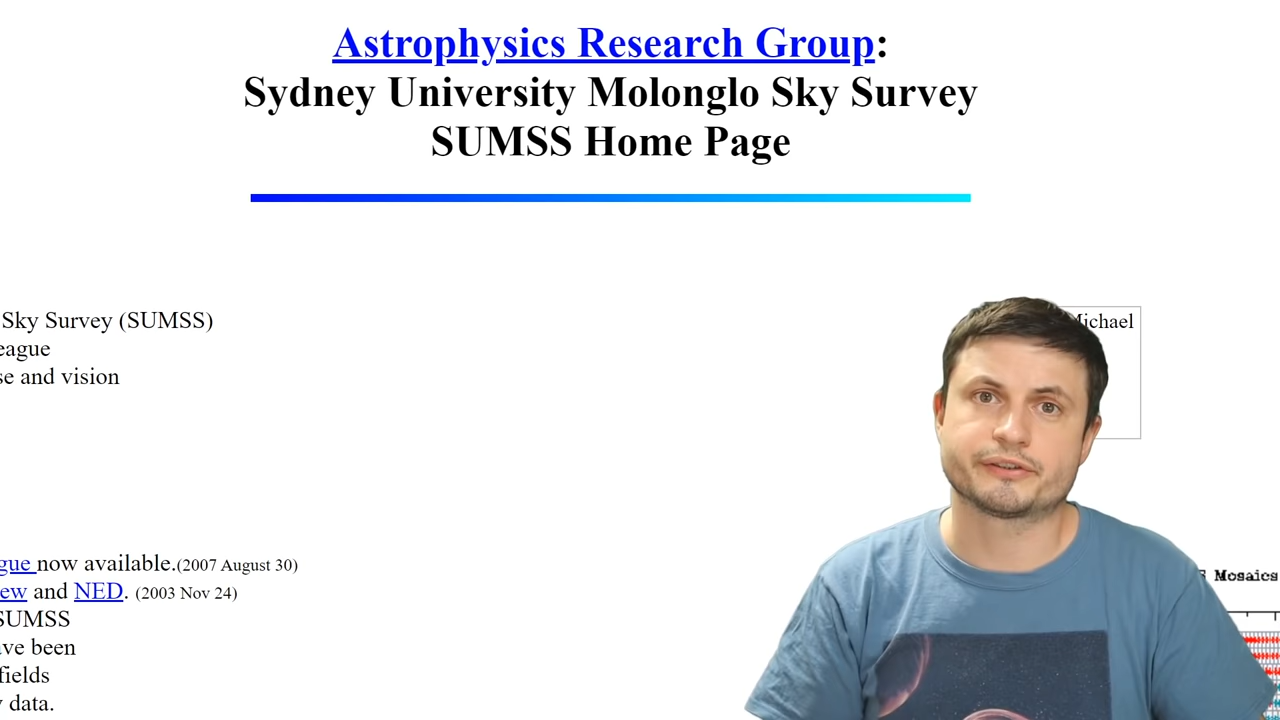 Astrophysics Research Group:
Sydney University Molonglo Sky Survey
SUMSS Home Page
Sky Survey (SUMSS)
Michael
eague
se and vision
gue now available.(2007 August 30)
ew and NED. (2003 Nov 24)
S Mosaics
SUMSS
ave been
fields
y data.